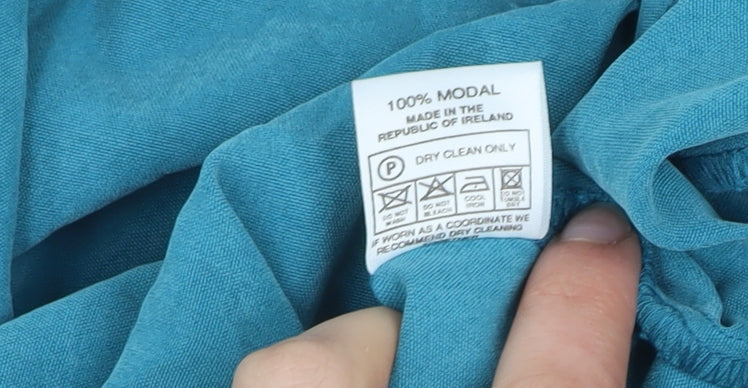 100% MODAL
MADE IN THE
REPUBLIC OF IRELAND
P DRY CLEAN ONLY
DO NOT WASH DO NOT BLEACH COOL IRON DO NOT TUMBLE DRY
IF WORN AS A COORDINATE WE
RECOMMEND DRY CLEANING